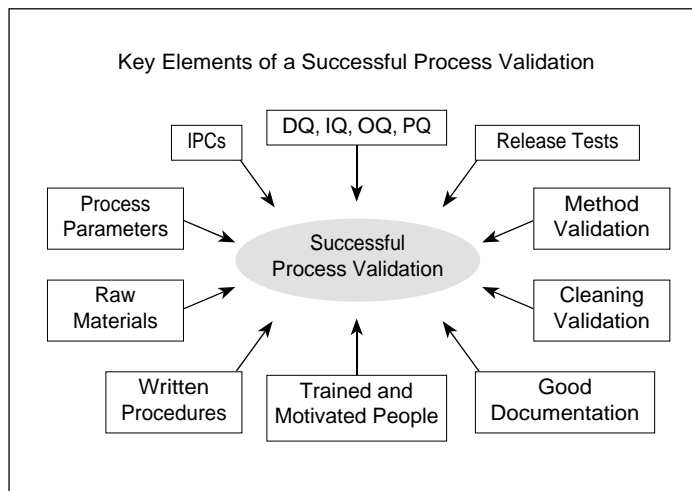 Key Elements of a Successful Process Validation
DQ, IQ, OQ, PQ
IPCs
Release Tests
Process
Parameters
Method
Validation
Successful
Process Validation
Raw
Materials
Cleaning
Validation
Written
Procedures
Trained and
Motivated People
Good
Documentation